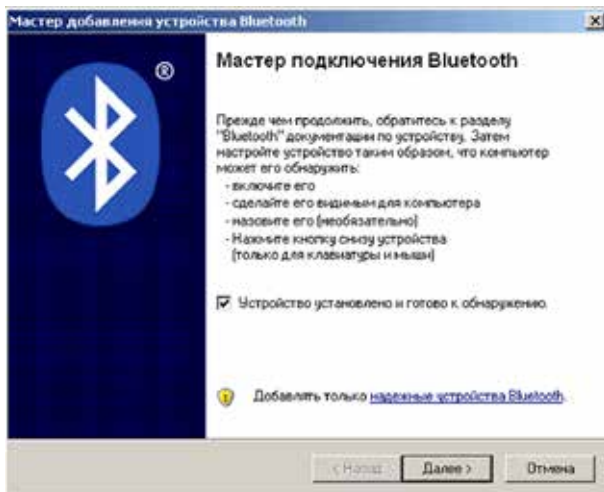 Мастер добавления устройства Bluetooth
®
Мастер подключения Bluetooth
Прежде чем продолжить, обратитесь к разделу
"Bluetooth" документации по устройству. Затем
настройте устройство таким образом, что компьютер
может его обнаружить:
- включите его
- сделайте его видимым для компьютера
- назовите его (необязательно)
- Нажмите кнопку снизу устройства
(только для клавиатуры и мыши)
Устройство установлено и готово к обнаружению.
Добавлять только надежные устройства Bluetooth.
< Назад
Далее >
Отмена